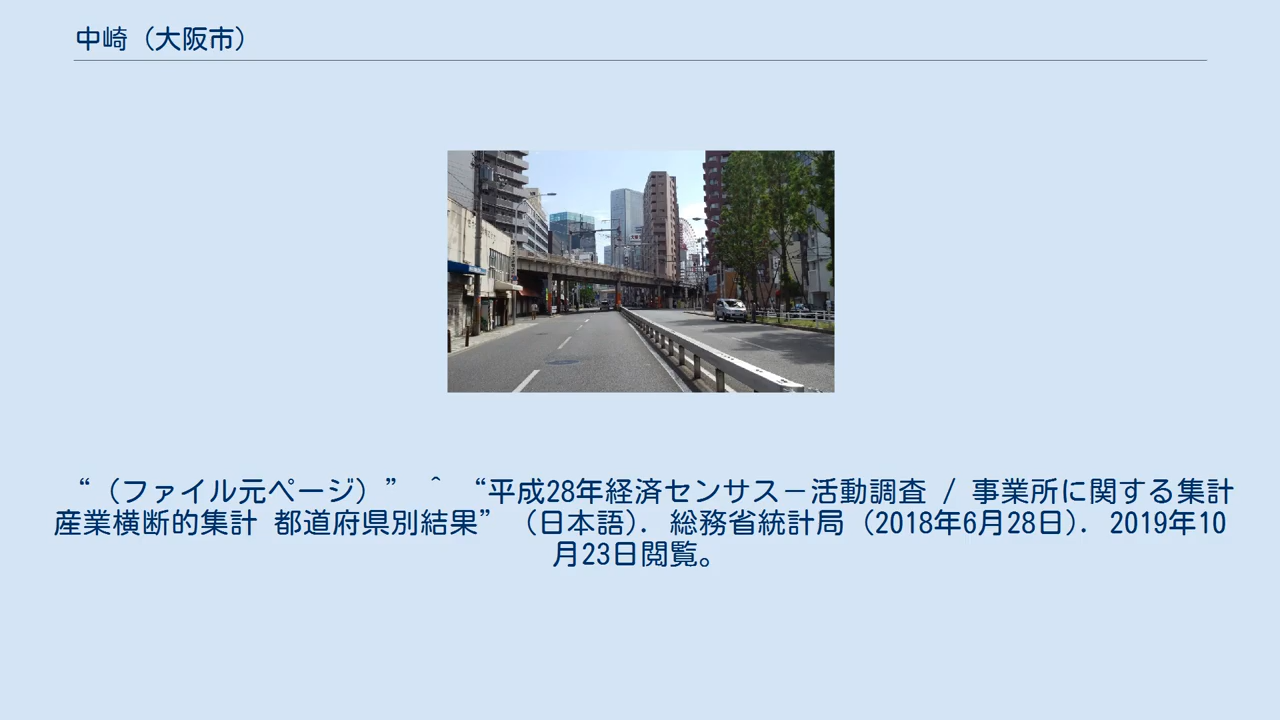 中崎（大阪市）
“（ファイル元ページ）” ^ “平成28年経済センサス－活動調査 / 事業所に関する集計
産業横断的集計 都道府県別結果” （日本語）. 総務省統計局 （2018年6月28日）. 2019年10
月23日閲覧。